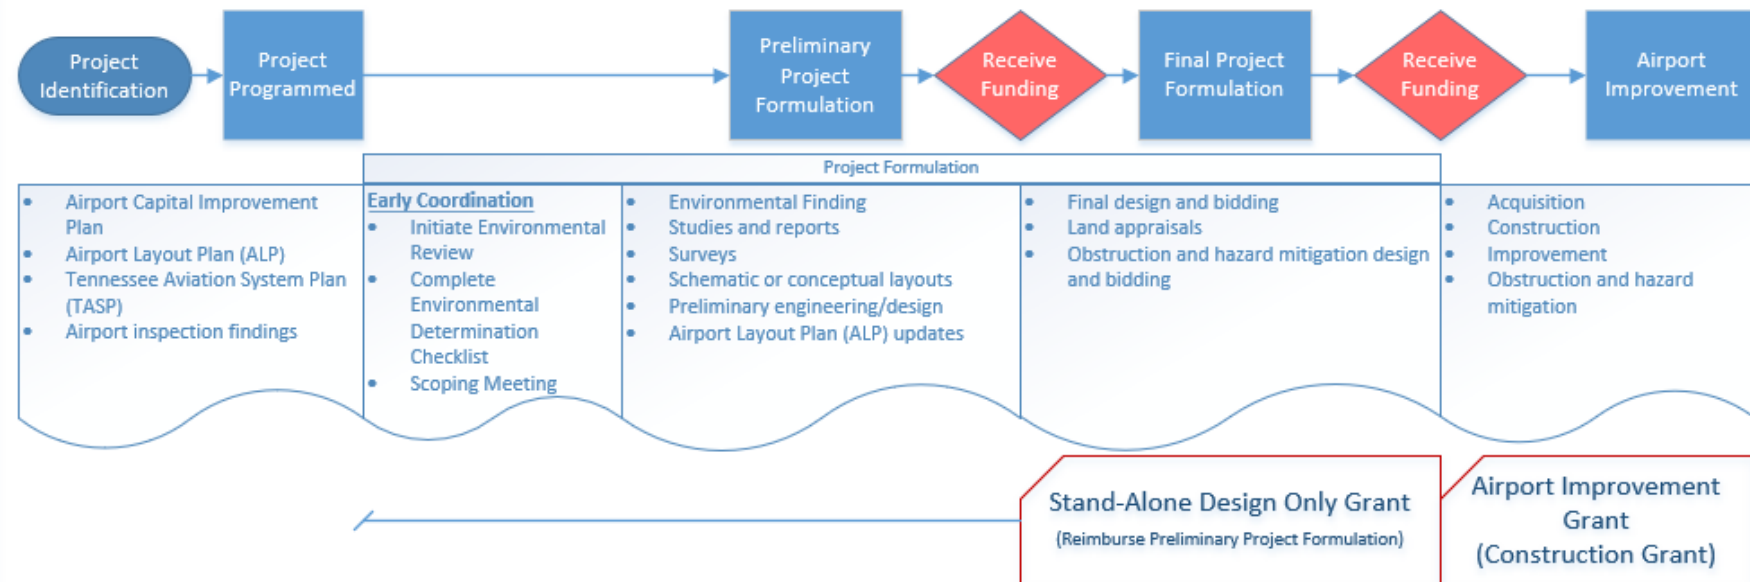 Project
Identification
Project
Programmed
Preliminary
Project
Formulation
Receive
Funding
Final Project
Formulation
Receive
Funding
Airport
Improvement
Project Formulation
• Airport Capital Improvement
Plan
• Airport Layout Plan (ALP)
• Tennessee Aviation System Plan
(TASP)
• Airport inspection findings
Early Coordination
• Initiate Environmental
Review
• Complete
Environmental
Determination
Checklist
• Scoping Meeting
• Environmental Finding
• Studies and reports
• Surveys
• Schematic or conceptual layouts
• Preliminary engineering/design
• Airport Layout Plan (ALP) updates
• Final design and bidding
• Land appraisals
• Obstruction and hazard mitigation design
and bidding
• Acquisition
• Construction
• Improvement
• Obstruction and hazard
mitigation
Stand-Alone Design Only Grant
(Reimburse Preliminary Project Formulation)
Airport Improvement
Grant
(Construction Grant)